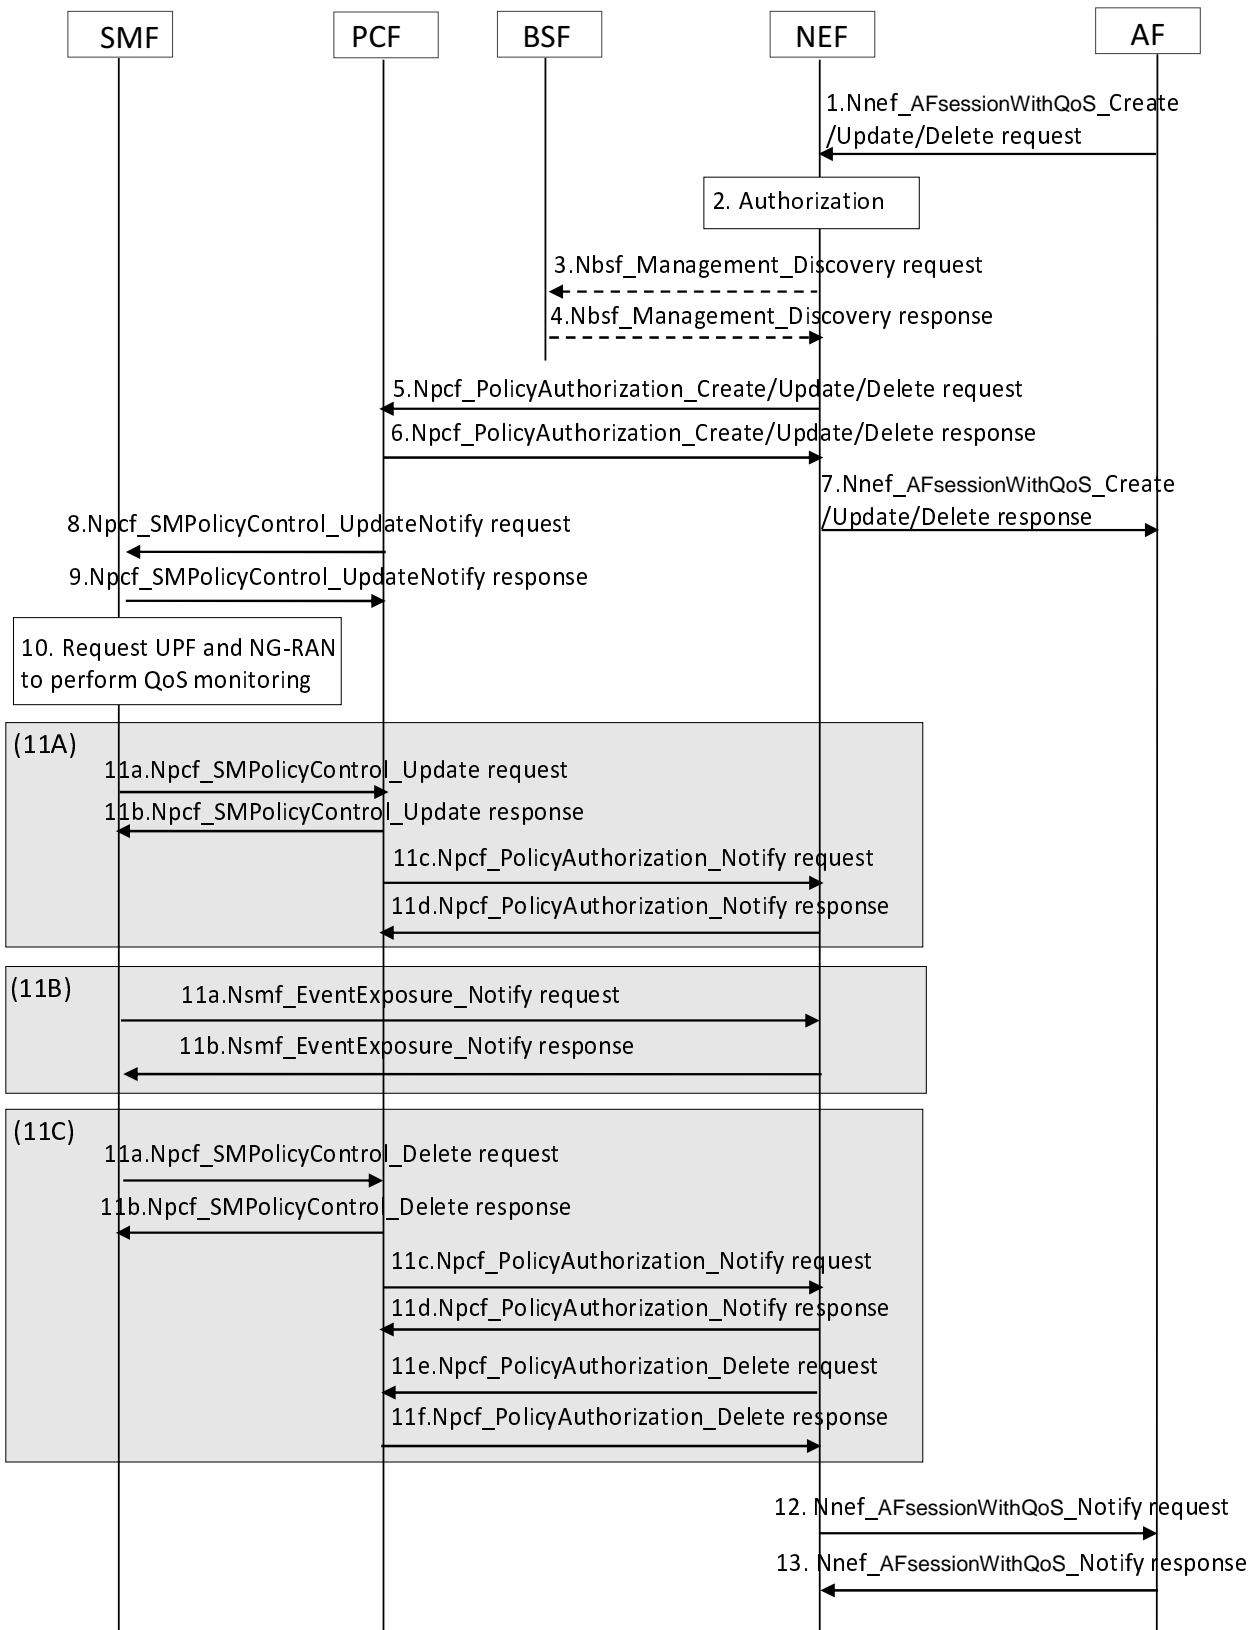 SMF
PCF
BSF
NEF
AF
1.Nnef_AFsessionWithQoS_Create
/Update/Delete request
2. Authorization
3.Nbsf_Management_Discovery request
4.Nbsf_Management_Discovery response
5.Npcf_PolicyAuthorization_Create/Update/Delete request
6.Npcf_PolicyAuthorization_Create/Update/Delete response
7.Nnef_AFsessionWithQoS_Create
/Update/Delete response
8.Npcf_SMPolicyControl_UpdateNotify request
9.Npcf_SMPolicyControl_UpdateNotify response
10. Request UPF and NG-RAN
to perform QoS monitoring
(11A)
11a.Npcf_SMPolicyControl_Update request
11b.Npcf_SMPolicyControl_Update response
11c.Npcf_PolicyAuthorization_Notify request
11d.Npcf_PolicyAuthorization_Notify response
(11B)
11a.Nsmf_EventExposure_Notify request
11b.Nsmf_EventExposure_Notify response
(11C)
11a.Npcf_SMPolicyControl_Delete request
11b.Npcf_SMPolicyControl_Delete response
11c.Npcf_PolicyAuthorization_Notify request
11d.Npcf_PolicyAuthorization_Notify response
11e.Npcf_PolicyAuthorization_Delete request
11f.Npcf_PolicyAuthorization_Delete response
12. Nnef_AFsessionWithQoS_Notify request
13. Nnef_AFsessionWithQoS_Notify response